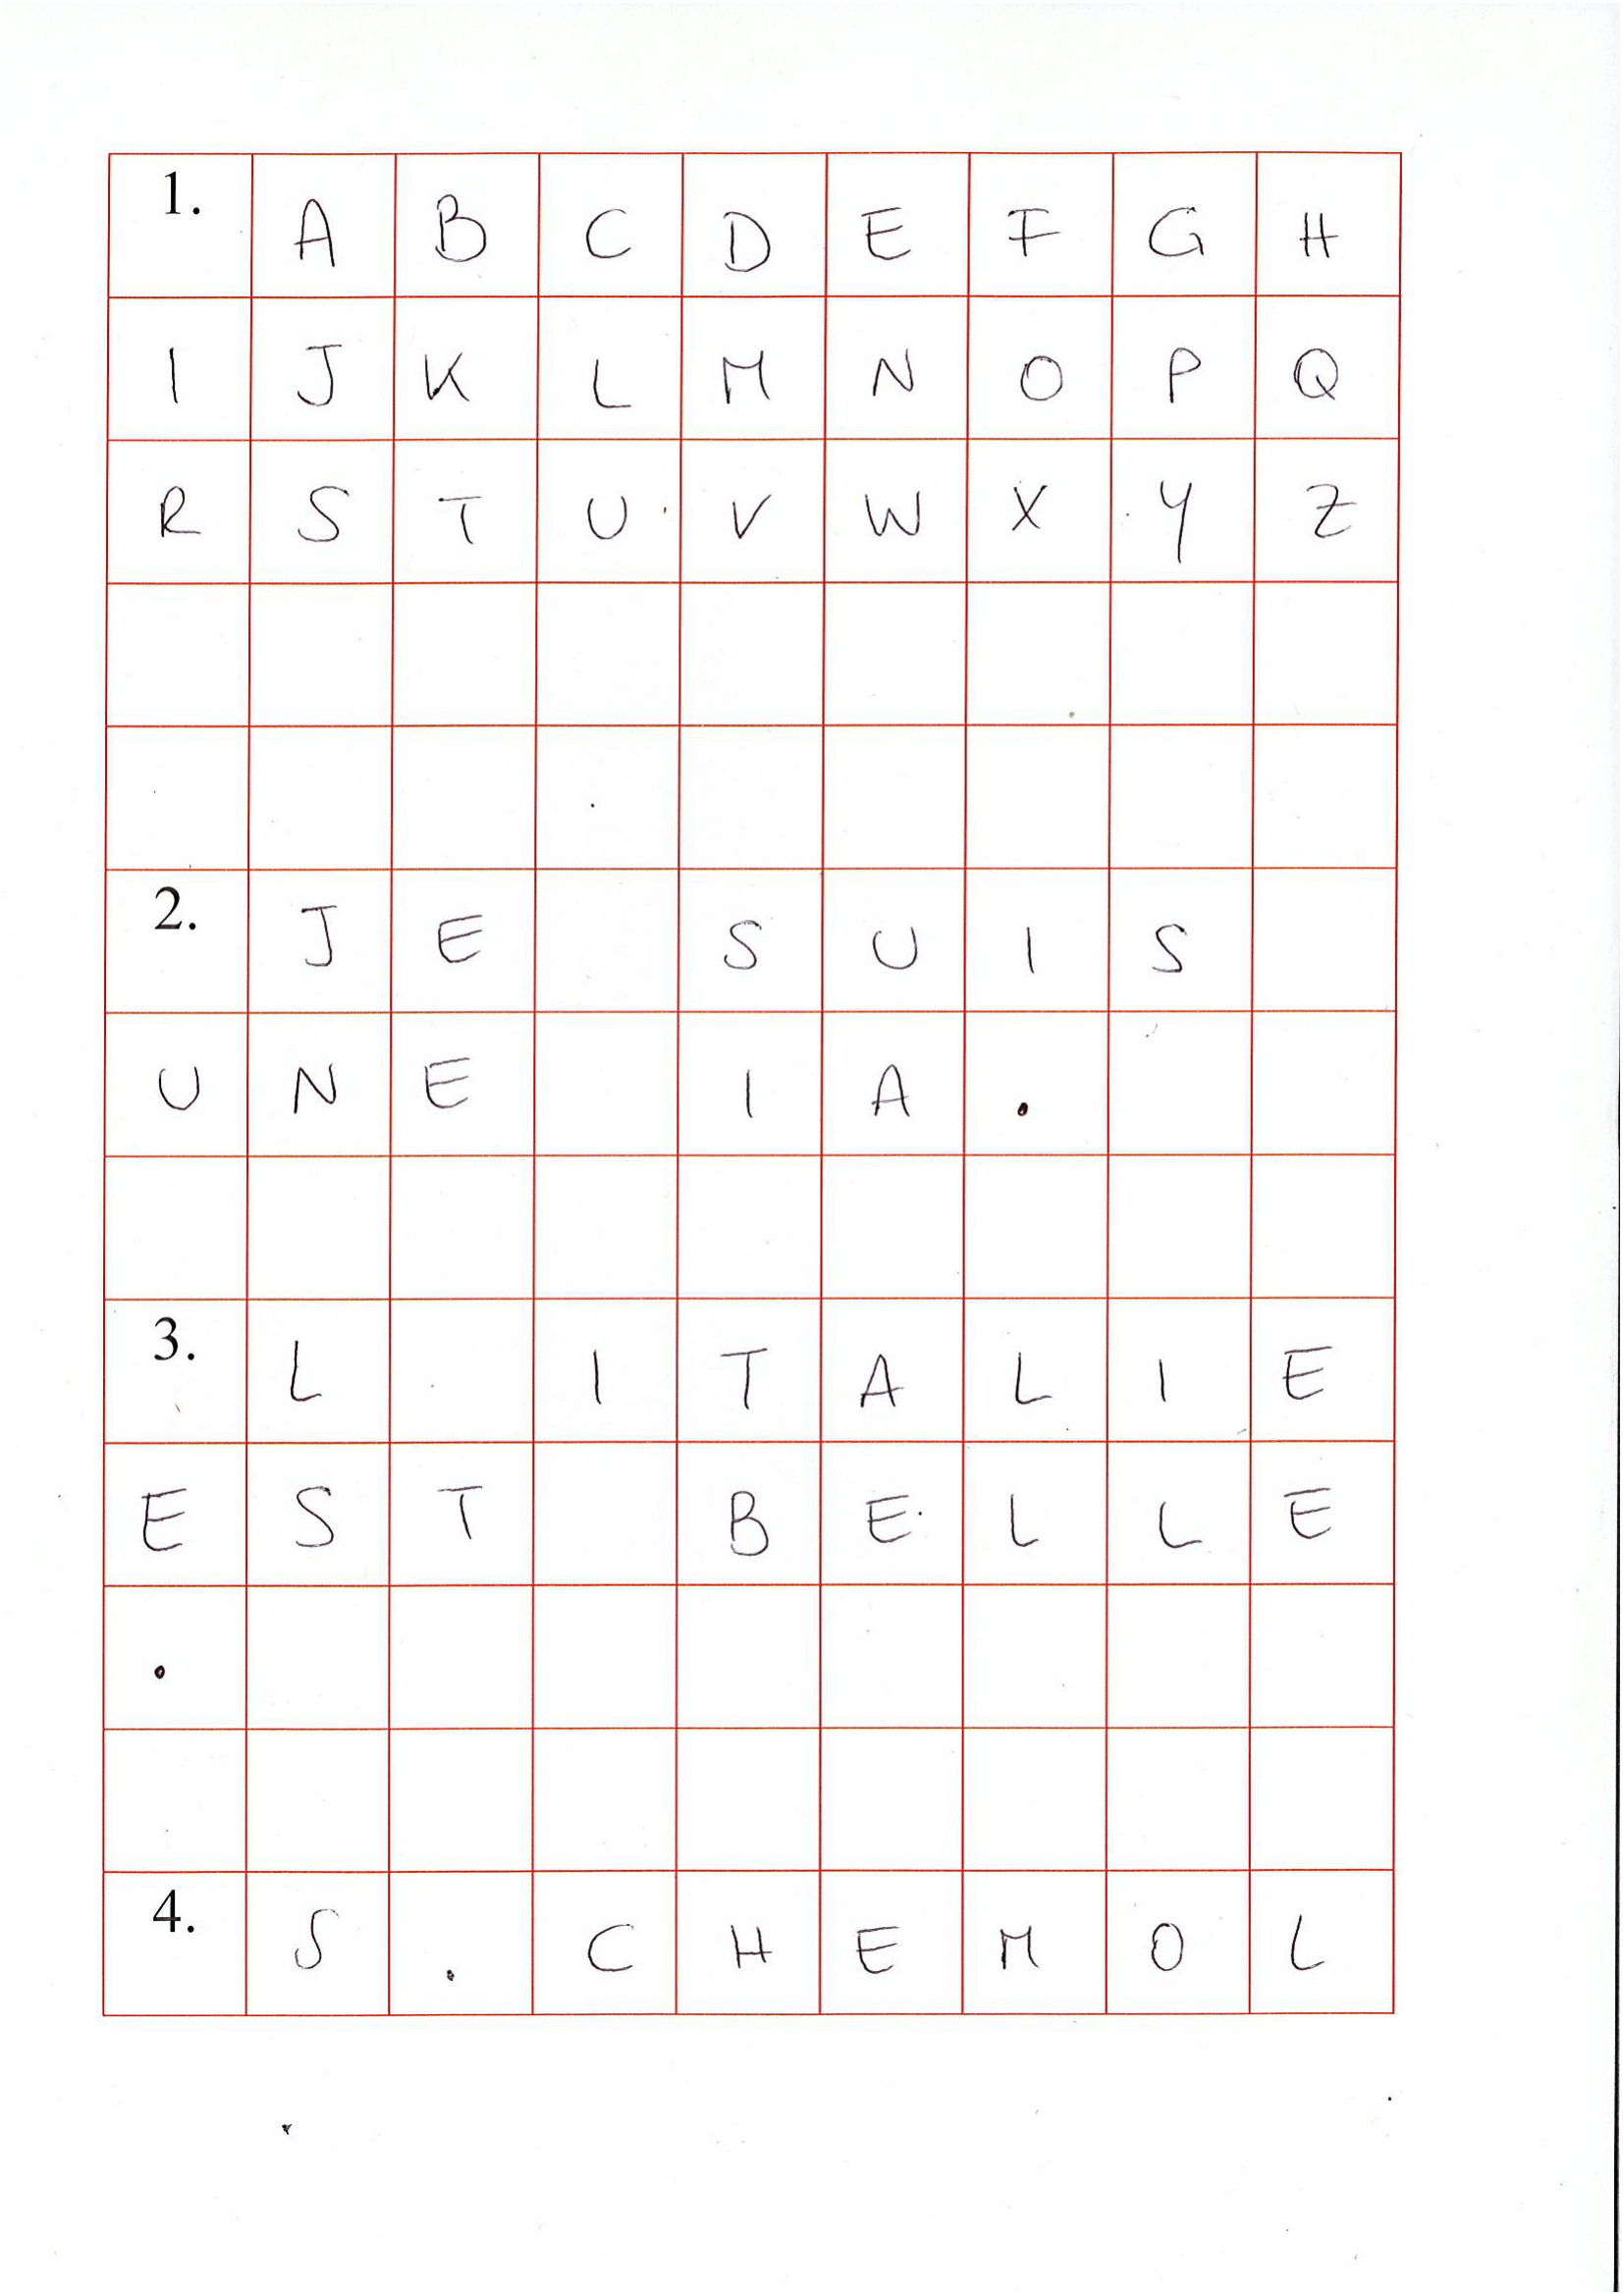 1. A B C D E F G H
I J K L M N O P Q
R S T U V W X Y Z
2. J E   S U I S
U N E   I A .
3. L   I T A L I E
E S T   B E L L E
.
4. S . C H E M O L